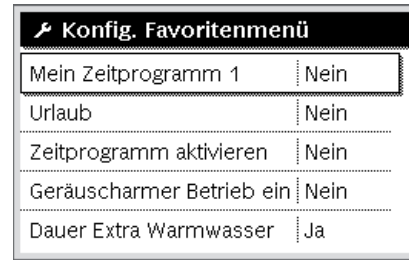 Konfig. Favoritenmenü
Mein Zeitprogramm 1 Nein
Urlaub Nein
Zeitprogramm aktivieren Nein
Geräuscharmer Betrieb ein Nein
Dauer Extra Warmwasser Ja